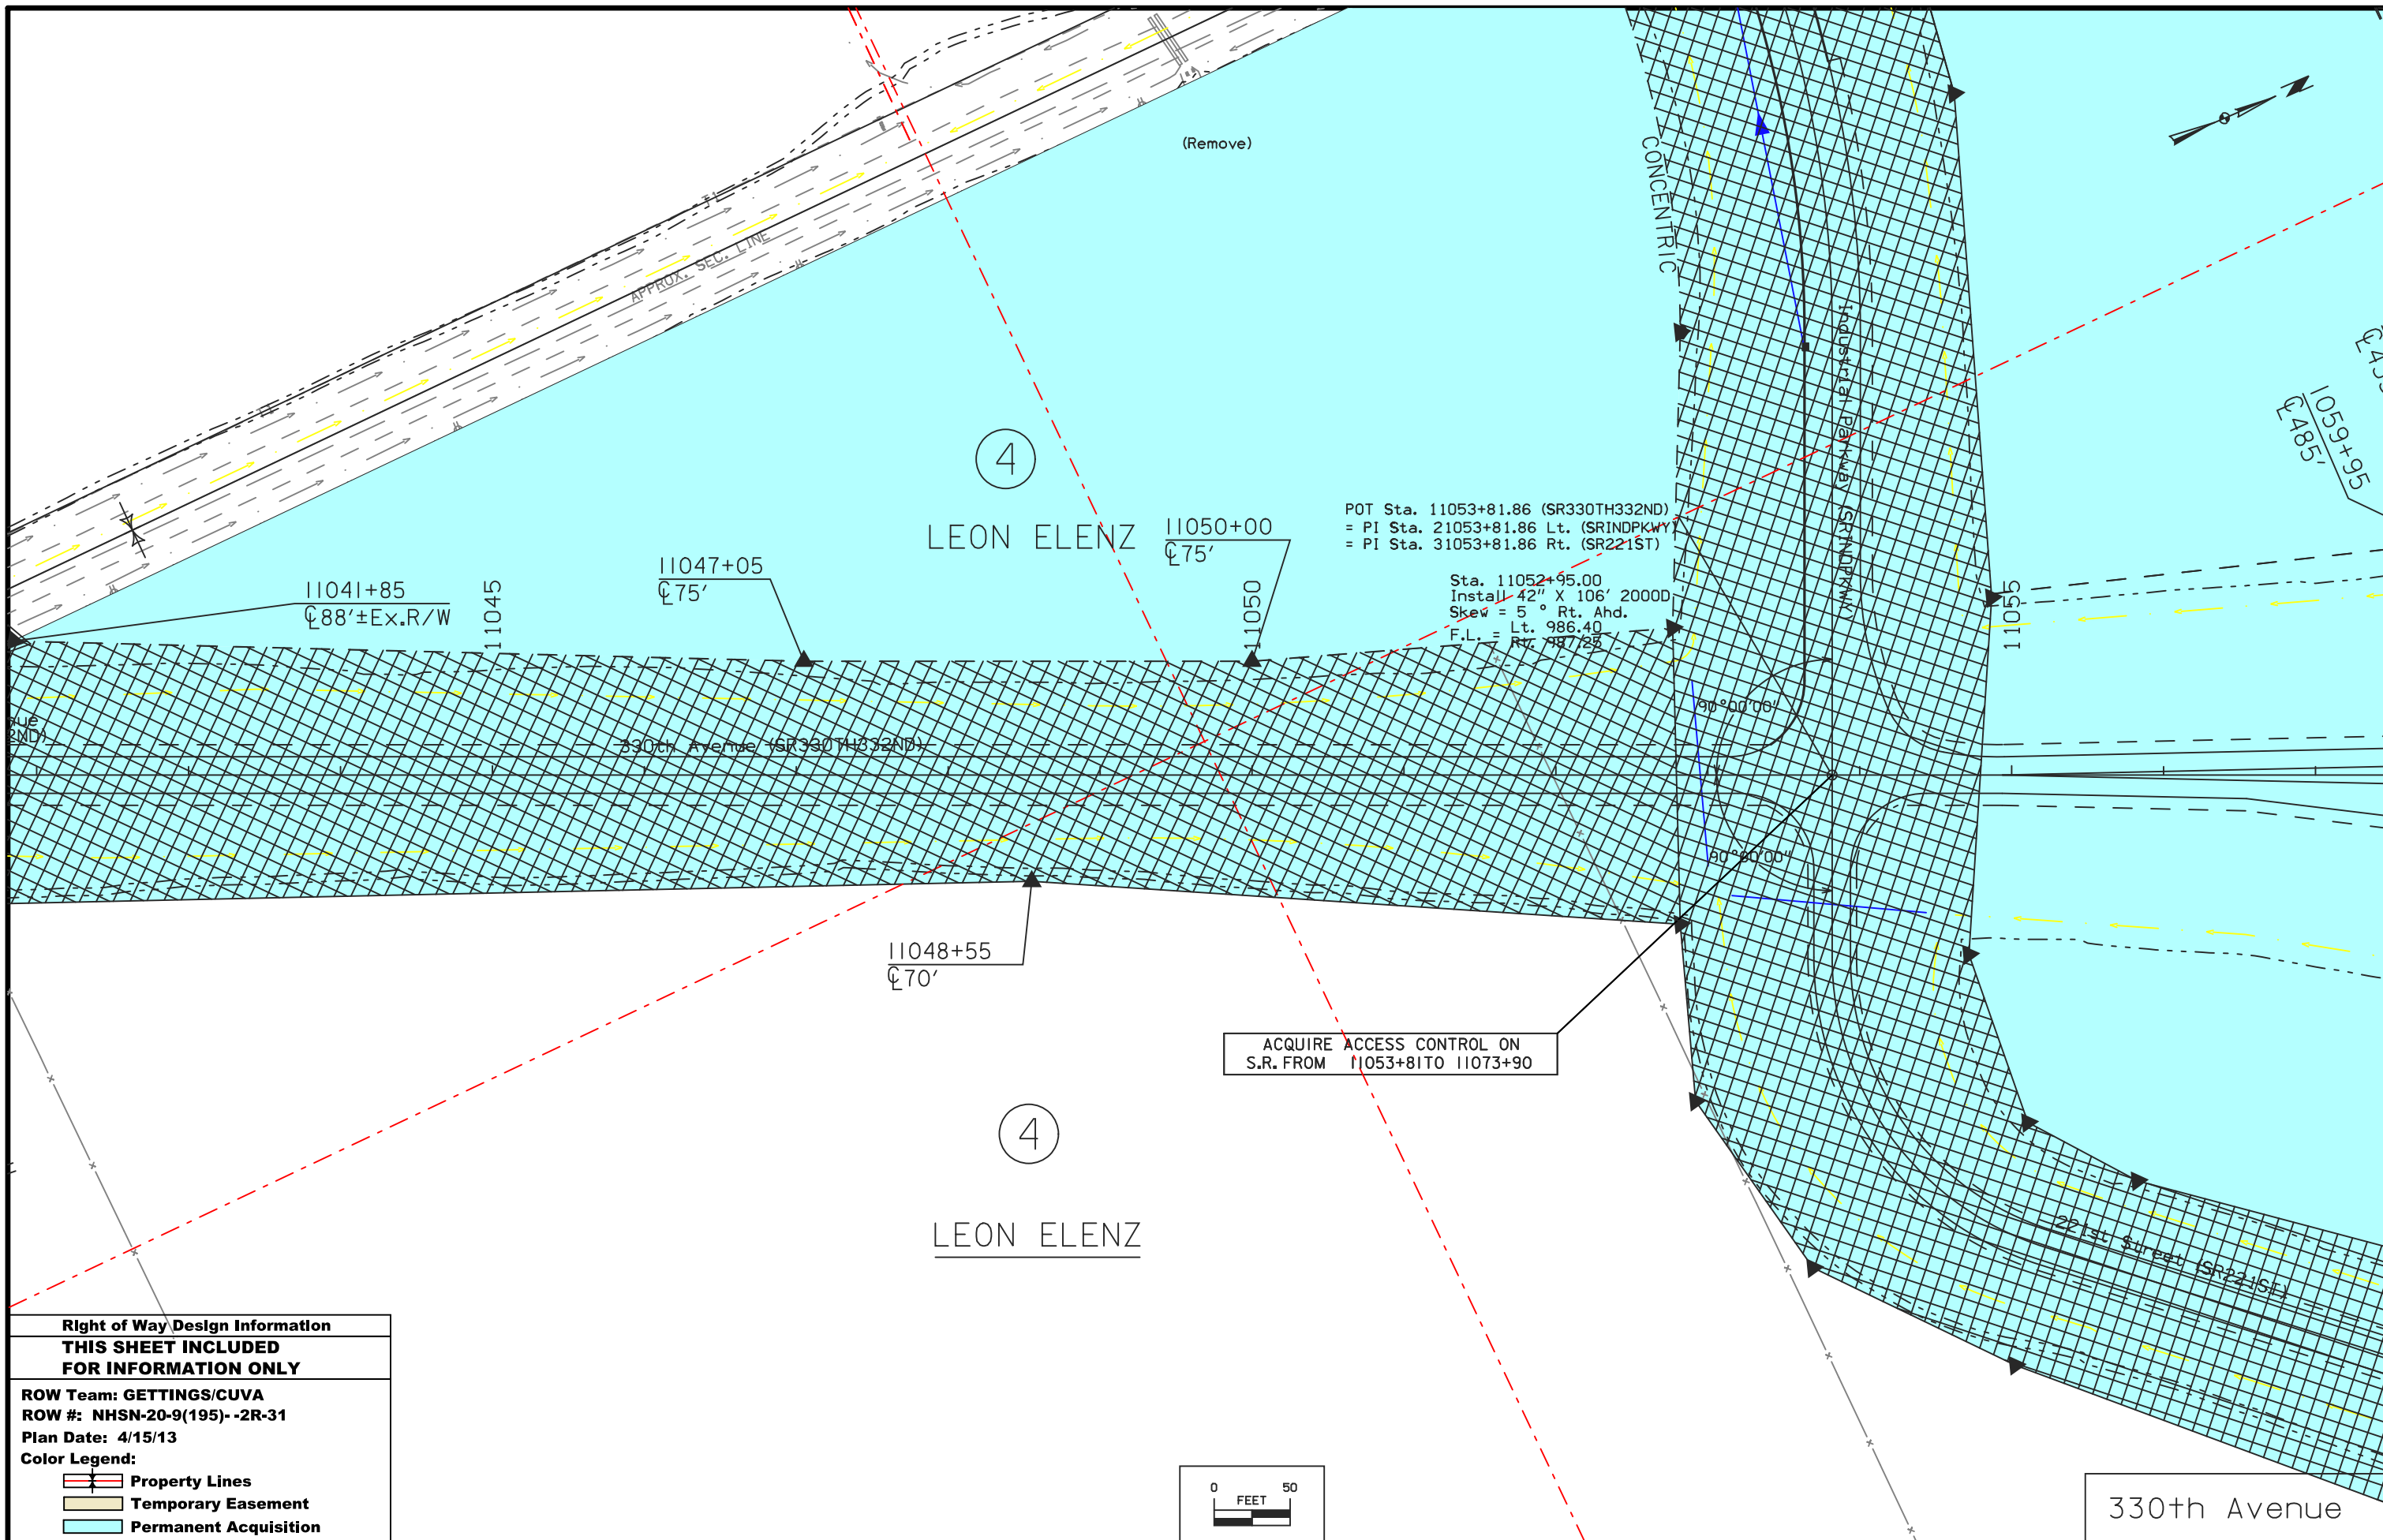 (Remove)
CONCENTRIC
APPROX. SEC. LINE
Industrial Parkway (SRINDPKWY)
1059+95
℄485'
4
LEON ELENZ
POT Sta. 11053+81.86 (SR330TH332ND)
= PI Sta. 21053+81.86 Lt. (SRINDPKWY)
= PI Sta. 31053+81.86 Rt. (SR221ST)
11050+00
℄75'
11047+05
℄75'
11041+85
℄88'±Ex.R/W
Sta. 11052+95.00
Install 42" X 106' 2000D
Skew = 5 ° Rt. Ahd.
F.L. = Lt. 986.40
Rt. 987.25
11045
11050
11055
90°00'00"
2ND)
330th Avenue (SR330TH332ND)
90°00'00"
11048+55
℄70'
ACQUIRE ACCESS CONTROL ON
S.R. FROM 11053+81TO 11073+90
4
LEON ELENZ
221st Street (SR221ST)
Right of Way Design Information
THIS SHEET INCLUDED
FOR INFORMATION ONLY
ROW Team: GETTINGS/CUVA
ROW #: NHSN-20-9(195)--2R-31
Plan Date: 4/15/13
Color Legend:
Property Lines
Temporary Easement
Permanent Acquisition
0 50
FEET
330th Avenue